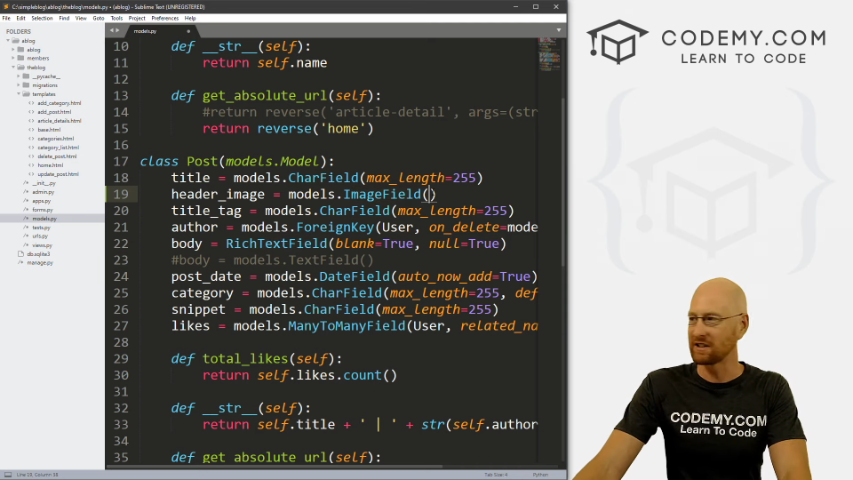 C:\simpleblog\ablog\theblog\models.py • (ablog) - Sublime Text (UNREGISTERED)
File Edit Selection Find View Goto Tools Project Preferences Help
FOLDERS
ablog
ablog
members
theblog
__pycache__
migrations
templates
add_category.html
add_post.html
article_details.html
base.html
categories.html
category_list.html
delete_post.html
home.html
update_post.html
__init__.py
admin.py
apps.py
forms.py
models.py
tests.py
urls.py
views.py
db.sqlite3
manage.py
models.py
10 def __str__(self):
11 return self.name
12
13 def get_absolute_url(self):
14 #return reverse('article-detail', args=(str
15 return reverse('home')
16
17 class Post(models.Model):
18 title = models.CharField(max_length=255)
19 header_image = models.ImageField()
20 title_tag = models.CharField(max_length=255)
21 author = models.ForeignKey(User, on_delete=mode
22 body = RichTextField(blank=True, null=True)
23 #body = models.TextField()
24 post_date = models.DateField(auto_now_add=True)
25 category = models.CharField(max_length=255, def
26 snippet = models.CharField(max_length=255)
27 likes = models.ManyToManyField(User, related_na
28
29 def total_likes(self):
30 return self.likes.count()
31
32 def __str__(self):
33 return self.title + ' | ' + str(self.author
34
35 def get_absolute_url(self):
Tab Size: 4
Python
CODEMY.COM
LEARN TO CODE
CODEMY.COM
Learn To Code